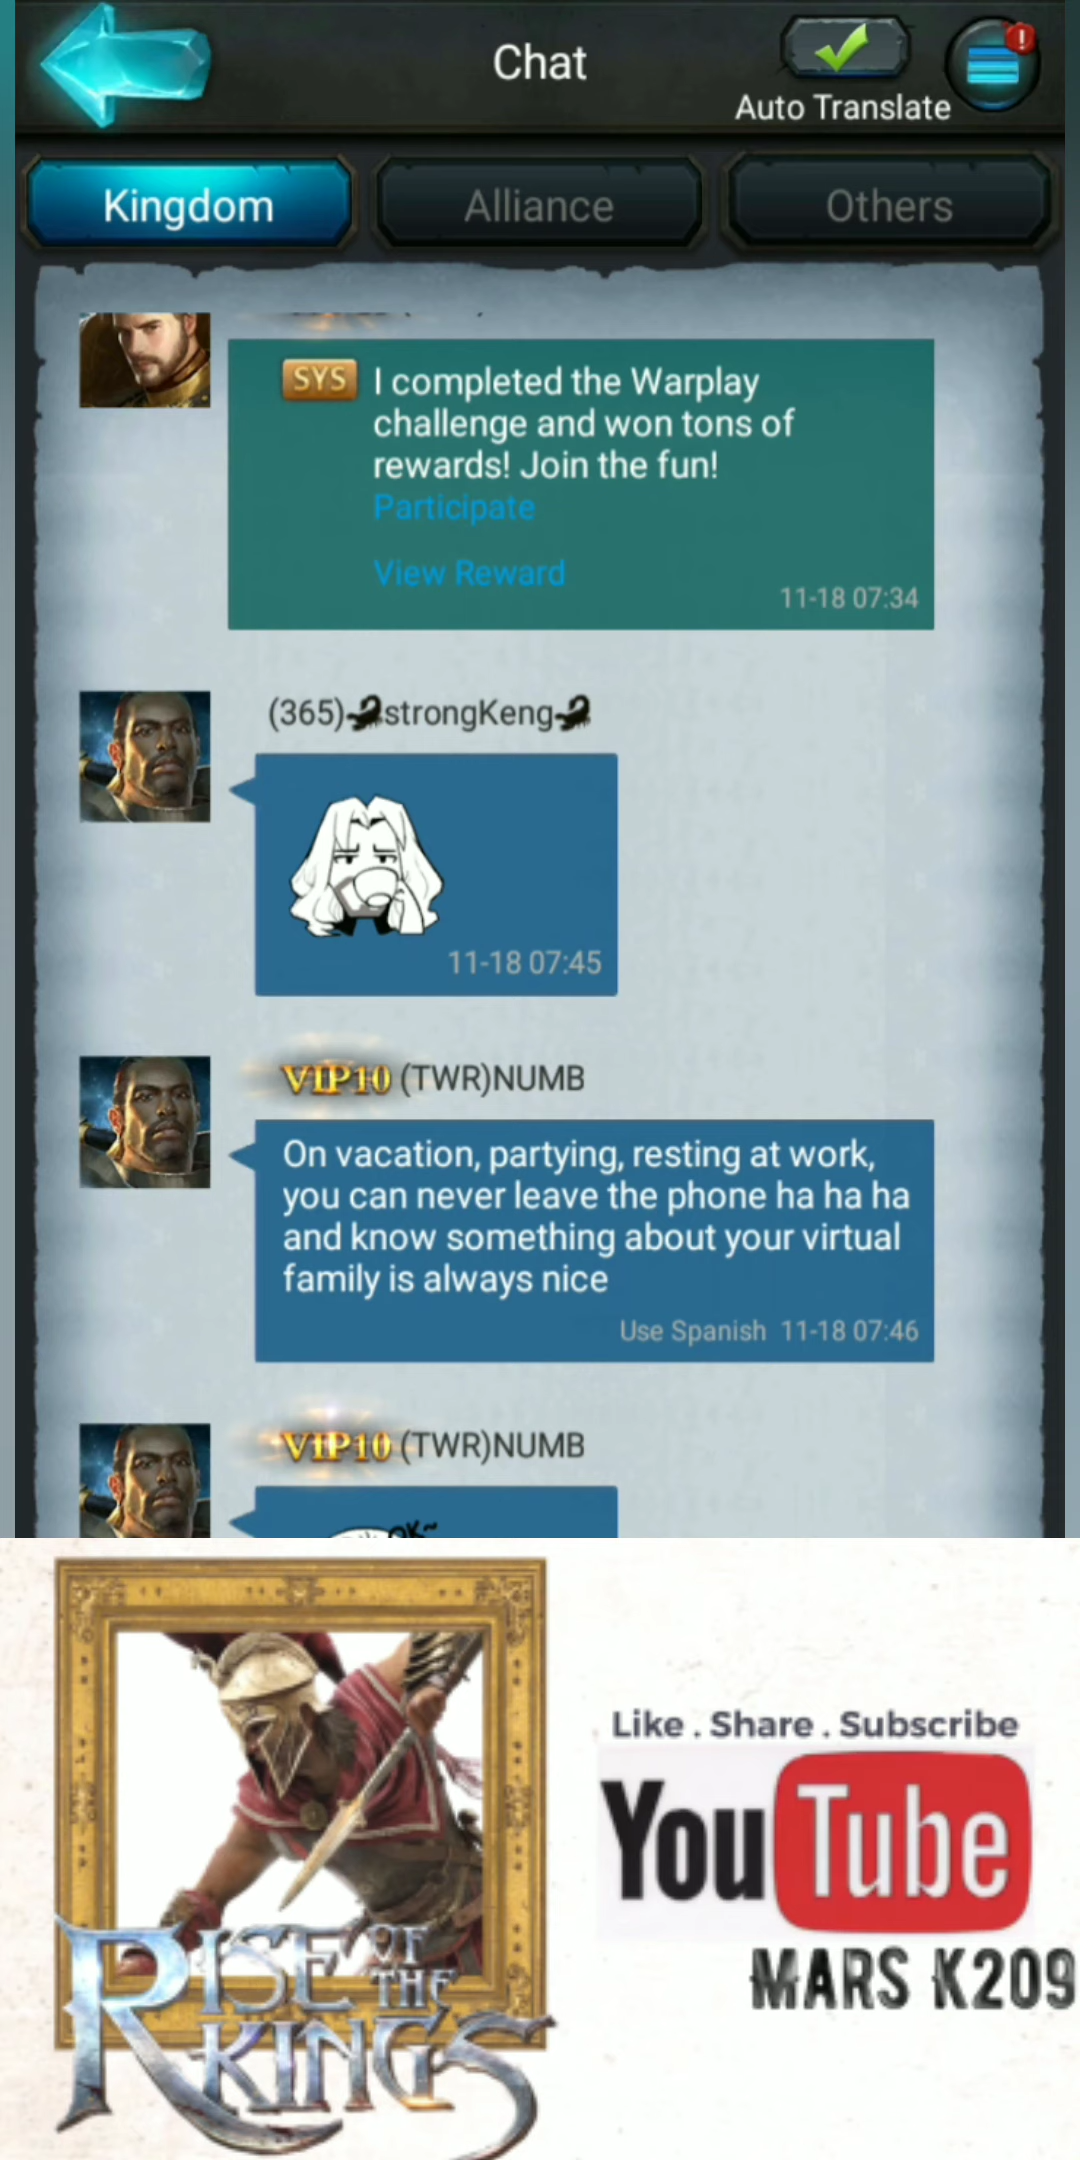 Chat
Auto Translate
!
Kingdom
Alliance
Others
SYS I completed the Warplay
challenge and won tons of
rewards! Join the fun!
Participate
View Reward
11-18 07:34
(365)🦂strongKeng🦂
11-18 07:45
VIP10 (TWR)NUMB
On vacation, partying, resting at work,
you can never leave the phone ha ha ha
and know something about your virtual
family is always nice
Use Spanish 11-18 07:46
VIP10 (TWR)NUMB
OK~
Like . Share . Subscribe
YouTube
MARS K209
RISE OF
THE
KINGS